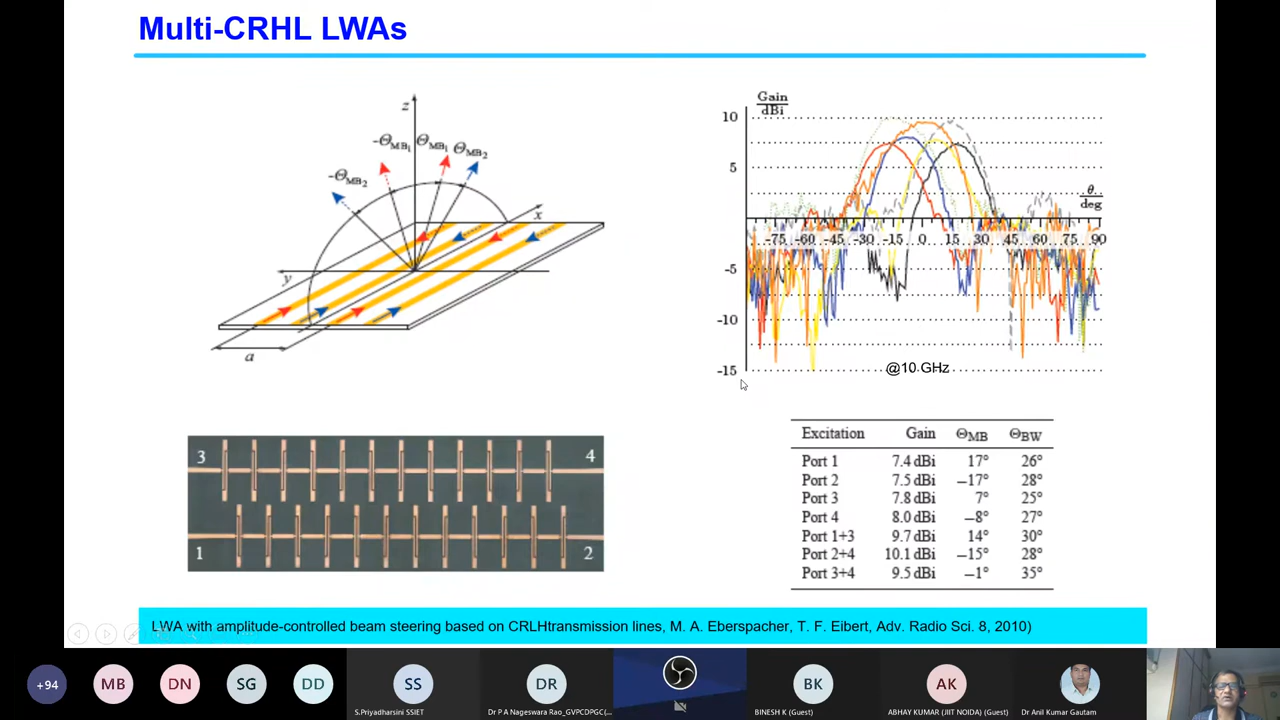 Multi-CRHL LWAs
z
-ΘMB1
ΘMB1
ΘMB2
-ΘMB2
x
y
a
Gain
dBi
10
5
-5
-10
-15
θ
deg
-75 -60 -45 -30 -15 0 15 30 45 60 75 90
@10 GHz
3 4
1 2
Excitation Gain ΘMB ΘBW
Port 1 7.4 dBi 17° 26°
Port 2 7.5 dBi −17° 28°
Port 3 7.8 dBi 7° 25°
Port 4 8.0 dBi −8° 27°
Port 1+3 9.7 dBi 14° 30°
Port 2+4 10.1 dBi −15° 28°
Port 3+4 9.5 dBi −1° 35°
LWA with amplitude-controlled beam steering based on CRLHtransmission lines, M. A. Eberspacher, T. F. Eibert, Adv. Radio Sci. 8, 2010)
+94 MB DN SG DD SS DR BK AK
S.Priyadharsini SSIET
Dr P A Nageswara Rao_GVPCDPGC(...
BINESH K (Guest)
ABHAY KUMAR (JIIT NOIDA) (Guest)
Dr Anil Kumar Gautam